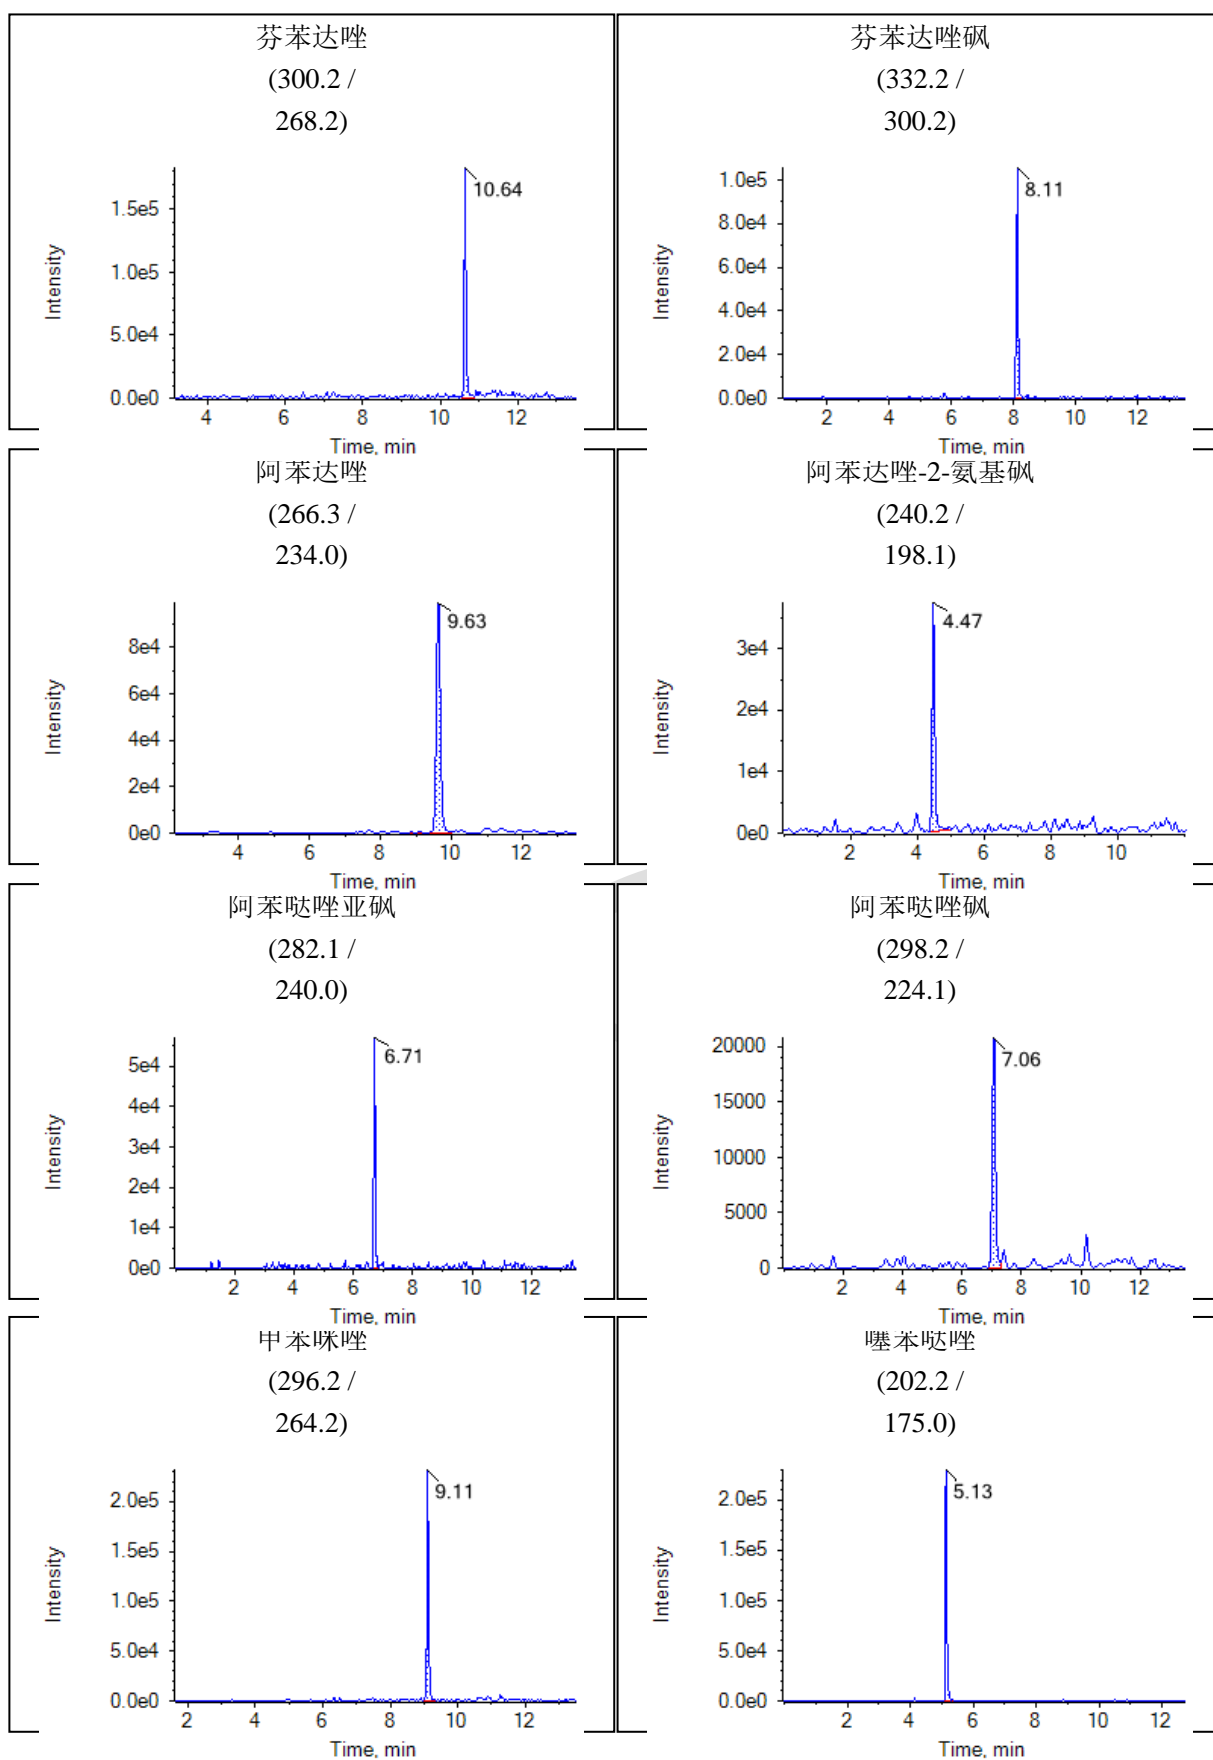 芬苯达唑
(300.2 /
268.2)
1.5e5
1.0e5
5.0e4
0.0e0
Intensity
10.64
4 6 8 10 12
Time, min
芬苯达唑砜
(332.2 /
300.2)
1.0e5
8.0e4
6.0e4
4.0e4
2.0e4
0.0e0
Intensity
8.11
2 4 6 8 10 12
Time, min
阿苯达唑
(266.3 /
234.0)
8e4
6e4
4e4
2e4
0e0
Intensity
9.63
4 6 8 10 12
Time, min
阿苯达唑-2-氨基砜
(240.2 /
198.1)
3e4
2e4
1e4
0e0
Intensity
4.47
2 4 6 8 10
Time, min
阿苯哒唑亚砜
(282.1 /
240.0)
5e4
4e4
3e4
2e4
1e4
0e0
Intensity
6.71
2 4 6 8 10 12
Time, min
阿苯哒唑砜
(298.2 /
224.1)
20000
15000
10000
5000
0
Intensity
7.06
2 4 6 8 10 12
Time, min
甲苯咪唑
(296.2 /
264.2)
2.0e5
1.5e5
1.0e5
5.0e4
0.0e0
Intensity
9.11
2 4 6 8 10 12
Time, min
噻苯哒唑
(202.2 /
175.0)
2.0e5
1.5e5
1.0e5
5.0e4
0.0e0
Intensity
5.13
2 4 6 8 10 12
Time, min